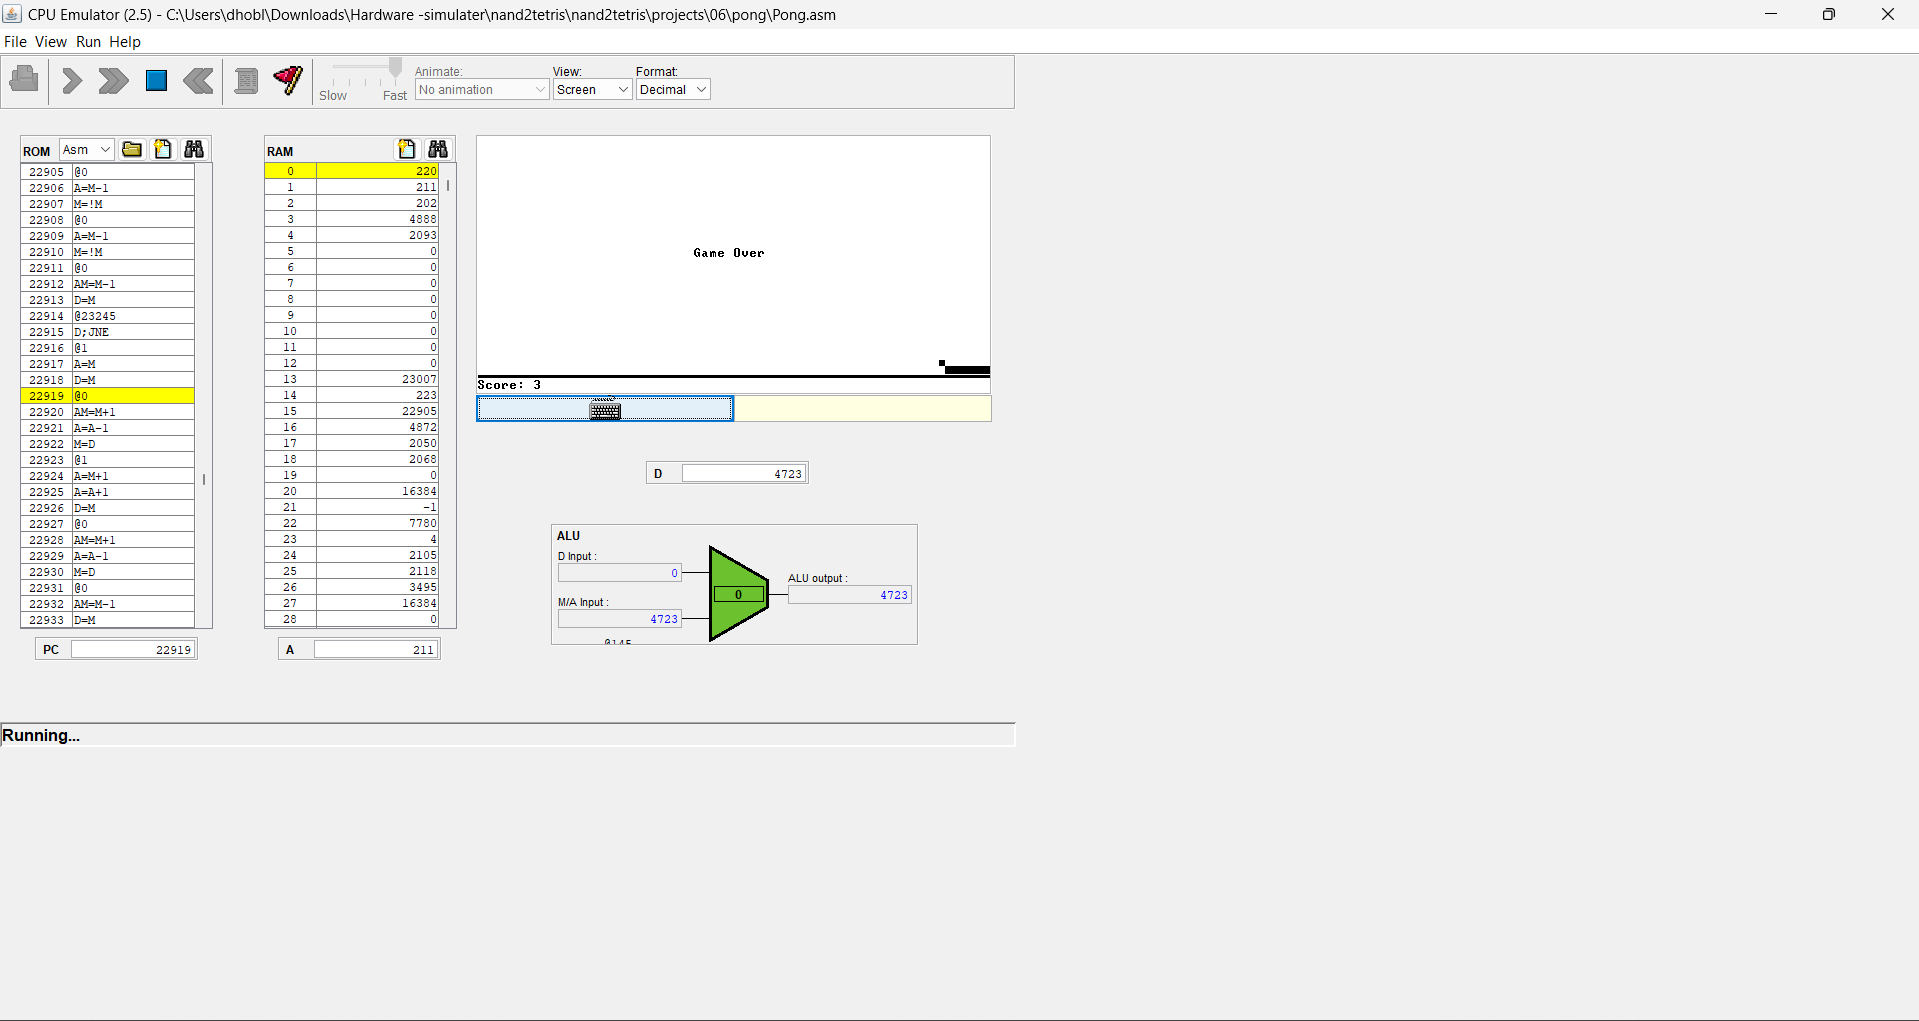 CPU Emulator (2.5) - C:\Users\dhobl\Downloads\Hardware -simulater\nand2tetris\nand2tetris\projects\06\pong\Pong.asm
File View Run Help
Slow Fast
Animate:
No animation
View:
Screen
Format:
Decimal
ROM Asm
22905 @0
22906 A=M-1
22907 M=!M
22908 @0
22909 A=M-1
22910 M=!M
22911 @0
22912 AM=M-1
22913 D=M
22914 @23245
22915 D;JNE
22916 @1
22917 A=M
22918 D=M
22919 @0
22920 AM=M+1
22921 A=A-1
22922 M=D
22923 @1
22924 A=M+1
22925 A=A+1
22926 D=M
22927 @0
22928 AM=M+1
22929 A=A-1
22930 M=D
22931 @0
22932 AM=M-1
22933 D=M
PC 22919
RAM
0 220
1 211
2 202
3 4888
4 2093
5 0
6 0
7 0
8 0
9 0
10 0
11 0
12 0
13 23007
14 223
15 22905
16 4872
17 2050
18 2068
19 0
20 16384
21 -1
22 7780
23 4
24 2105
25 2118
26 3495
27 16384
28 0
A 211
Game Over
Score: 3
D 4723
ALU
D Input :
0
M/A Input :
4723
0
ALU output :
4723
Running...